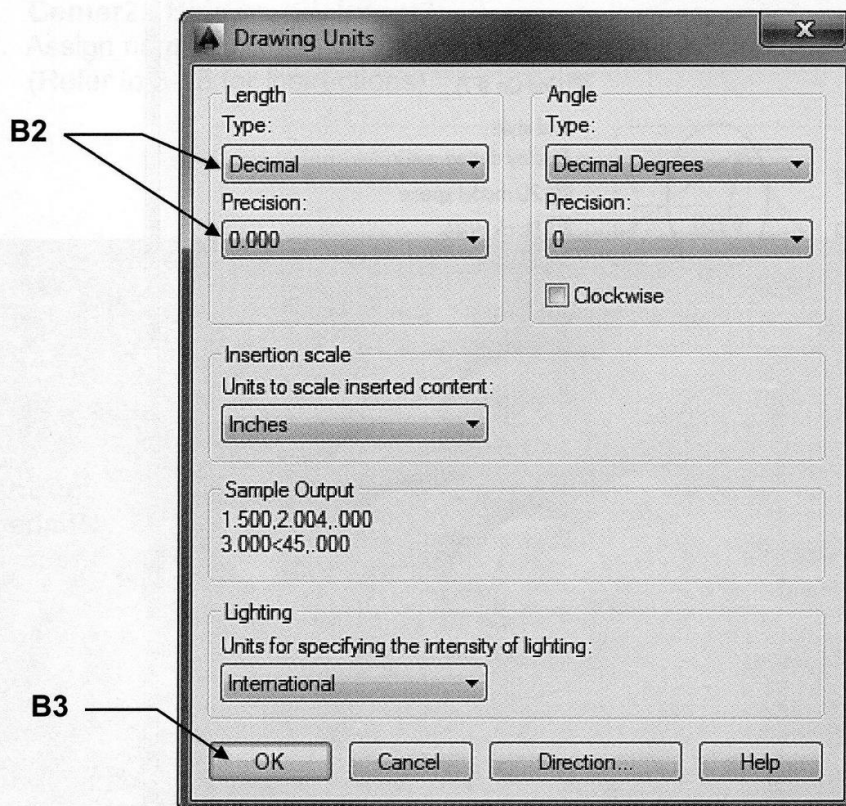 Drawing Units
X
Length
Type:
Decimal
Precision:
0.000
Angle
Type:
Decimal Degrees
Precision:
0
Clockwise
B2
Insertion scale
Units to scale inserted content:
Inches
Sample Output
1.500,2.004,.000
3.000<45,.000
Lighting
Units for specifying the intensity of lighting:
International
B3
OK
Cancel
Direction...
Help